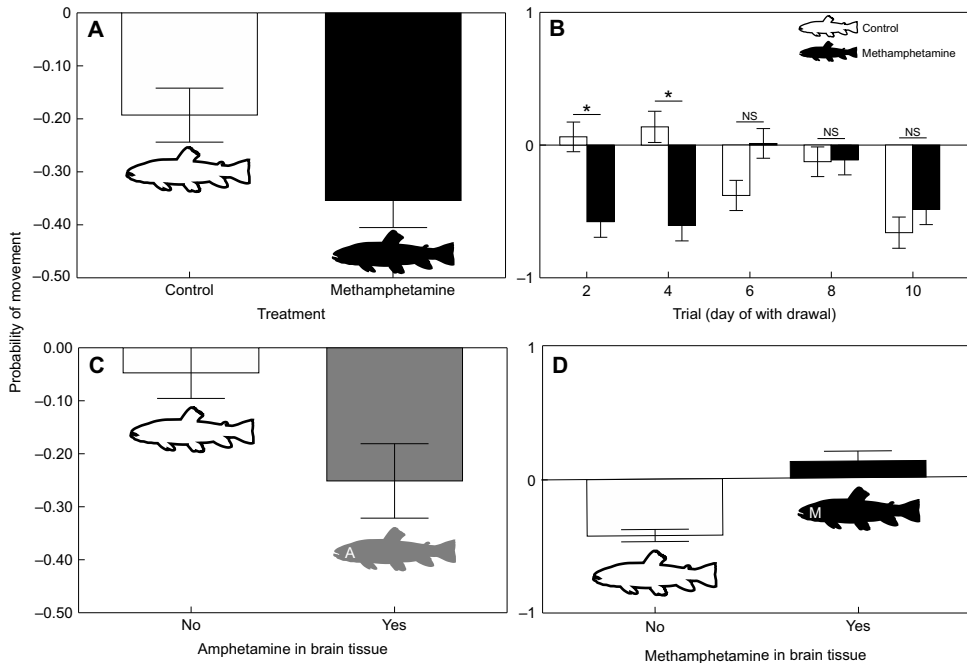 Probability of movement
A
0
–0.20
–0.30
–0.40
–0.50
Control
Methamphetamine
Treatment
B
Control
Methamphetamine
1
0
–1
*
*
NS
NS
NS
2
4
6
8
10
Trial (day of with drawal)
C
0.00
–0.10
–0.20
–0.30
–0.40
–0.50
A
No
Yes
Amphetamine in brain tissue
D
1
0
–1
M
No
Yes
Methamphetamine in brain tissue